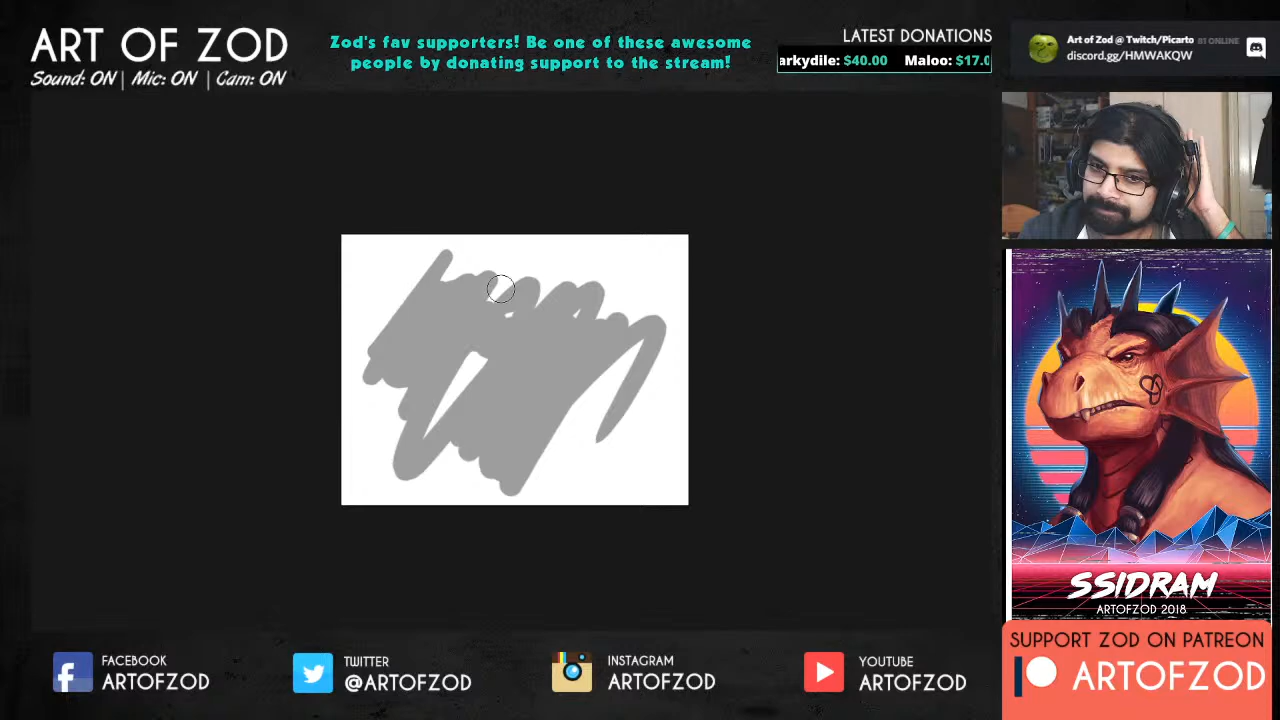 ART OF ZOD
Sound: ON | Mic: ON | Cam: ON
Zod's fav supporters! Be one of these awesome
people by donating support to the stream!
LATEST DONATIONS
arkydile: $40.00 Maloo: $17.0
Art of Zod @ Twitch/Picarto 81 ONLINE
discord.gg/HMWAKQW
SSIDRAM
ARTOFZOD 2018
SUPPORT ZOD ON PATREON
ARTOFZOD
FACEBOOK
ARTOFZOD
TWITTER
@ARTOFZOD
INSTAGRAM
ARTOFZOD
YOUTUBE
ARTOFZOD